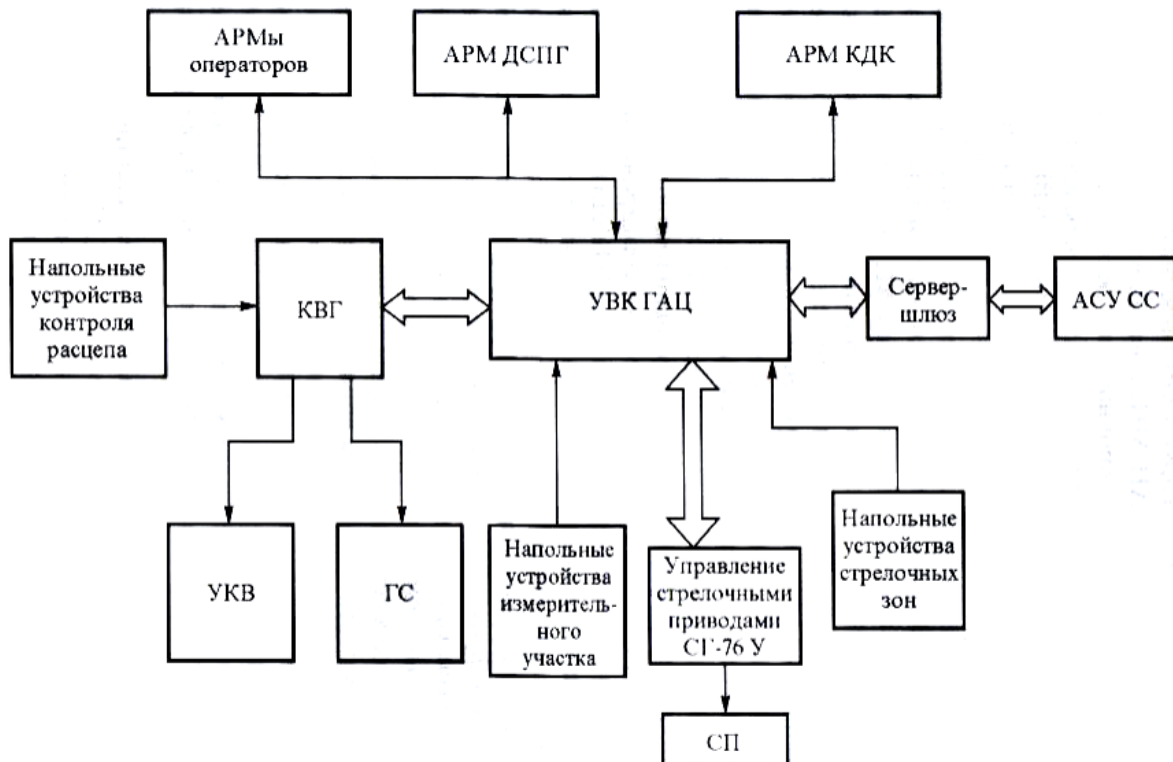 АРМы
операторов
АРМ ДСПГ
АРМ КДК
Напольные
устройства
контроля
расцепа
КВГ
УВК ГАЦ
Сервер-
шлюз
АСУ СС
УКВ
ГС
Напольные
устройства
измеритель-
ного
участка
Управление
стрелочными
приводами
СГ-76 У
Напольные
устройства
стрелочных
зон
СП